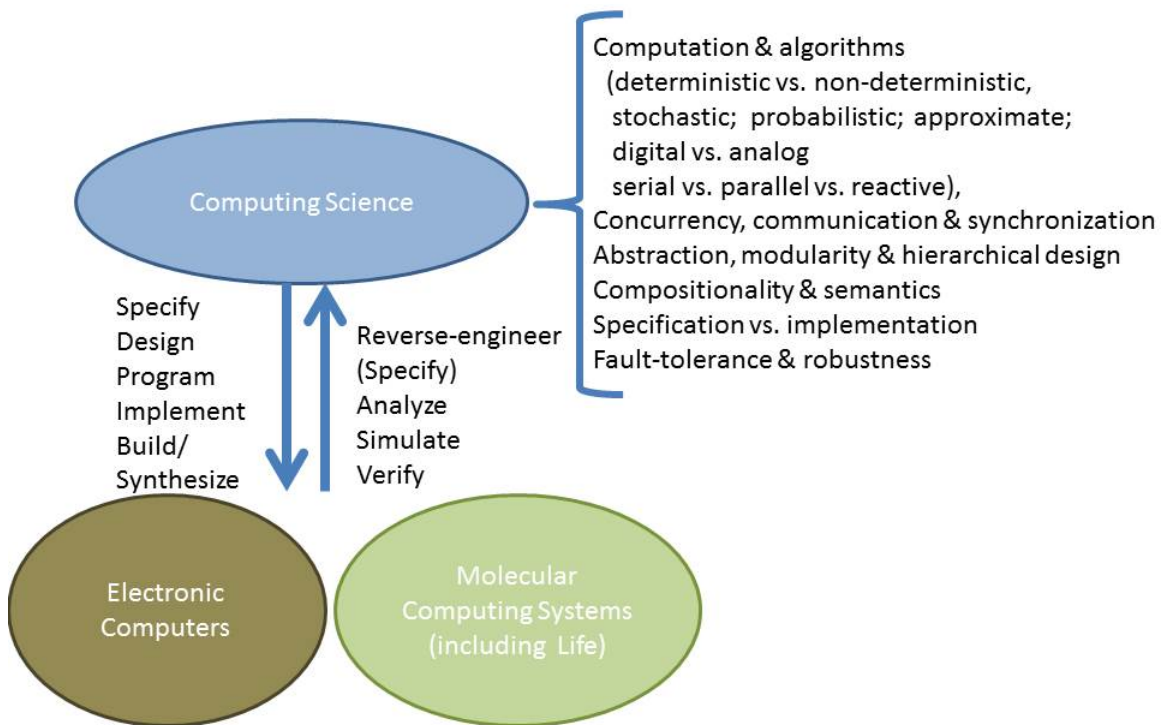 Computing Science
Computation & algorithms
(deterministic vs. non-deterministic,
stochastic; probabilistic; approximate;
digital vs. analog
serial vs. parallel vs. reactive),
Concurrency, communication & synchronization
Abstraction, modularity & hierarchical design
Compositionality & semantics
Specification vs. implementation
Fault-tolerance & robustness
Specify
Design
Program
Implement
Build/
Synthesize
Reverse-engineer
(Specify)
Analyze
Simulate
Verify
Electronic
Computers
Molecular
Computing Systems
(including Life)